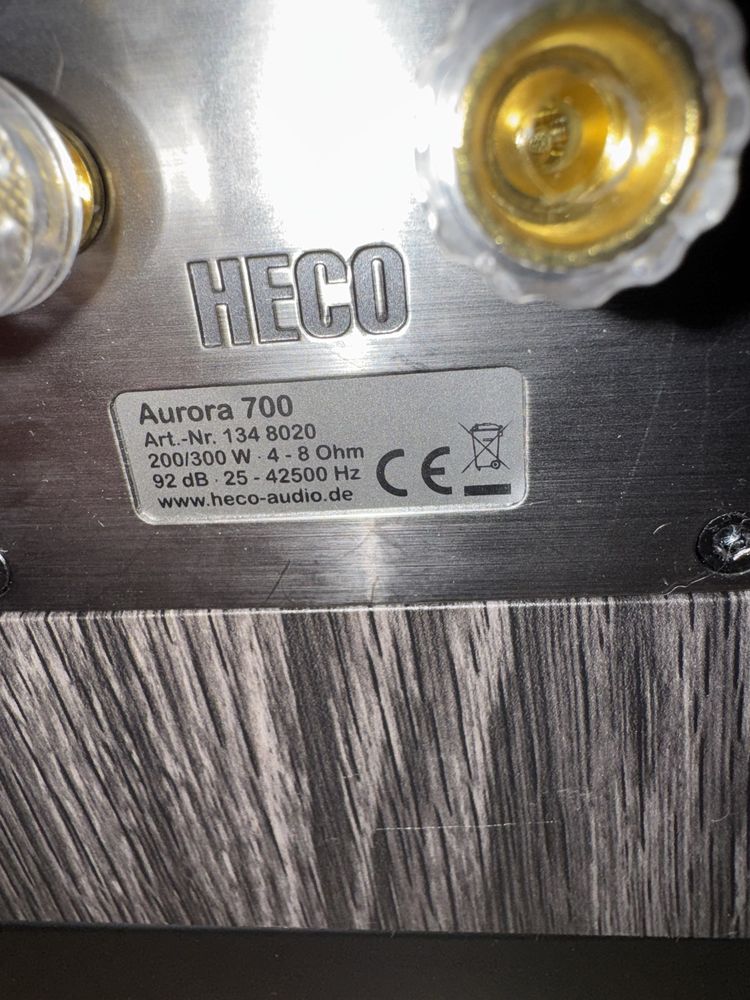 HECO
Aurora 700
Art.-Nr. 134 8020
200/300 W · 4 - 8 Ohm
92 dB · 25 - 42500 Hz
www.heco-audio.de
CE